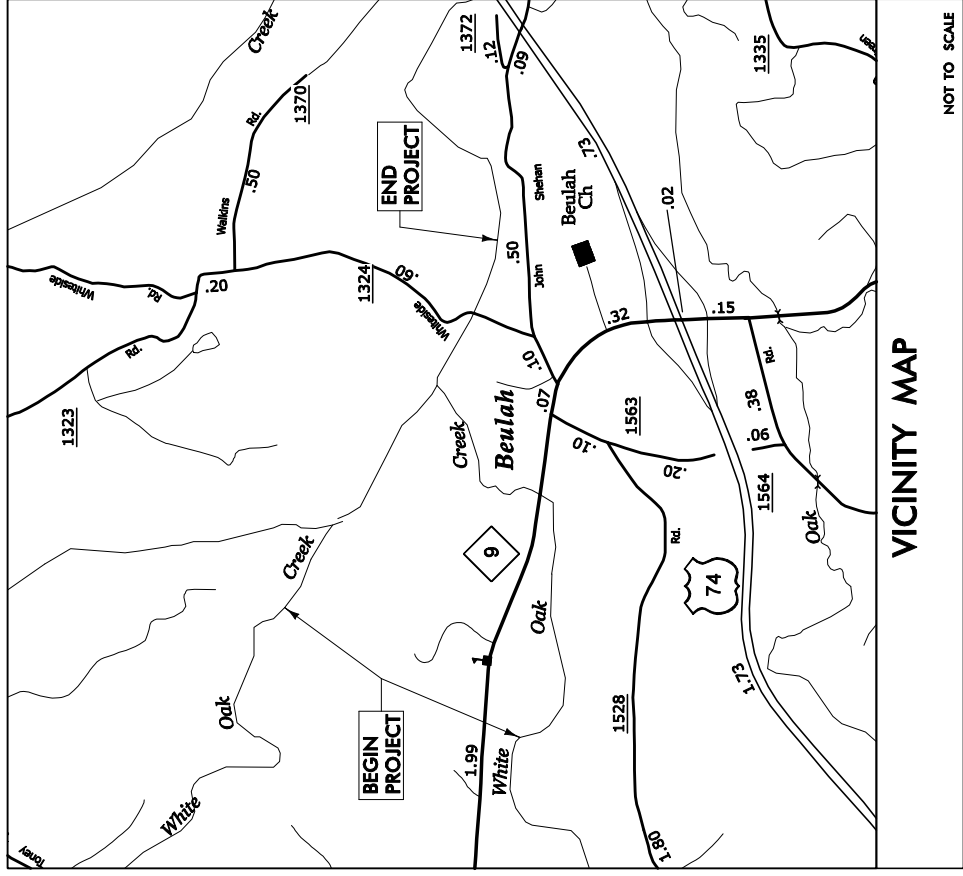 Creek
1372
.12
.09
1335
Green
1370
Rd.
.50
Walkins
END
PROJECT
Shehan
.73
Beulah
Ch
.02
Whiteside
Rd.
.20
1324
.60
Whiteside
.50
John
.32
.15
Rd.
1323
.10
.07
Beulah
Creek
1563
.10
.20
Rd.
.38
.06
1564
Oak
Creek
9
Rd.
74
Oak
Oak
BEGIN
PROJECT
1.99
White
1528
1.73
White
Toney
1.80
VICINITY MAP
NOT TO SCALE